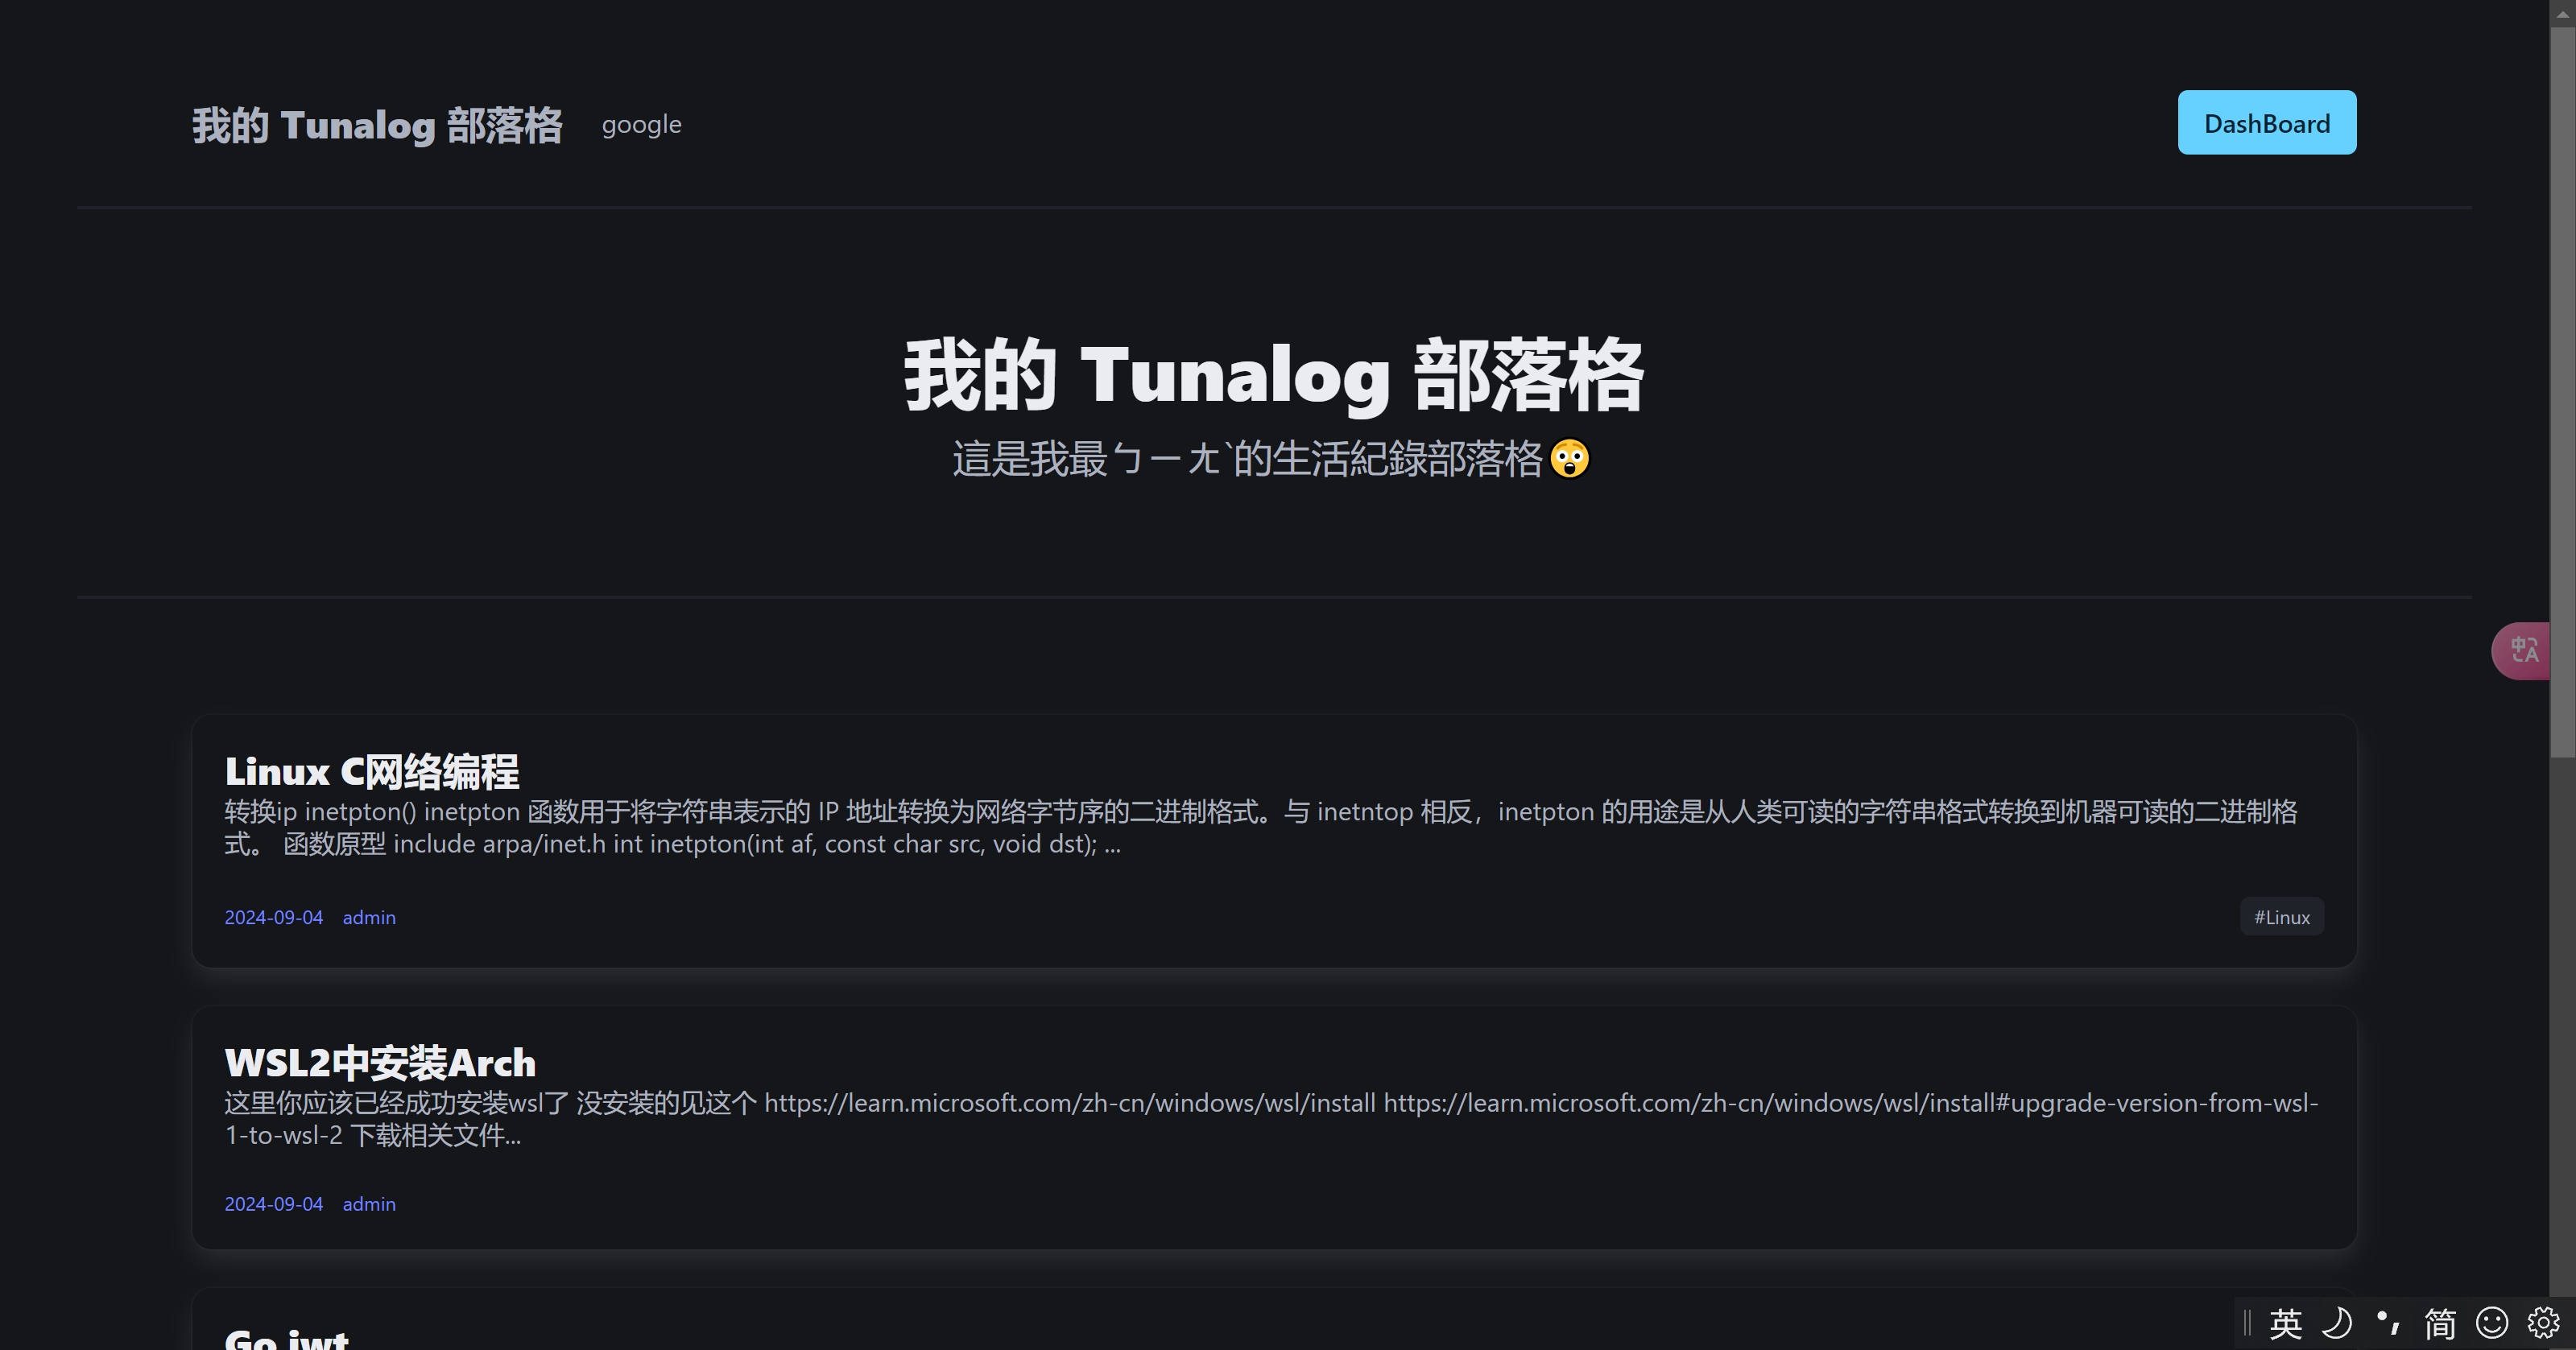 我的 Tunalog 部落格
google
DashBoard
我的 Tunalog 部落格
這是我最ㄅㄧㄤˋ的生活紀錄部落格😲
Linux C网络编程
转换ip inetpton() inetpton 函数用于将字符串表示的 IP 地址转换为网络字节序的二进制格式。与 inetntop 相反，inetpton 的用途是从人类可读的字符串格式转换到机器可读的二进制格
式。 函数原型 include arpa/inet.h int inetpton(int af, const char src, void dst); ...
2024-09-04 admin
#Linux
WSL2中安装Arch
这里你应该已经成功安装wsl了 没安装的见这个 https://learn.microsoft.com/zh-cn/windows/wsl/install https://learn.microsoft.com/zh-cn/windows/wsl/install#upgrade-version-from-wsl-
1-to-wsl-2 下载相关文件...
2024-09-04 admin
Go jwt
英 简